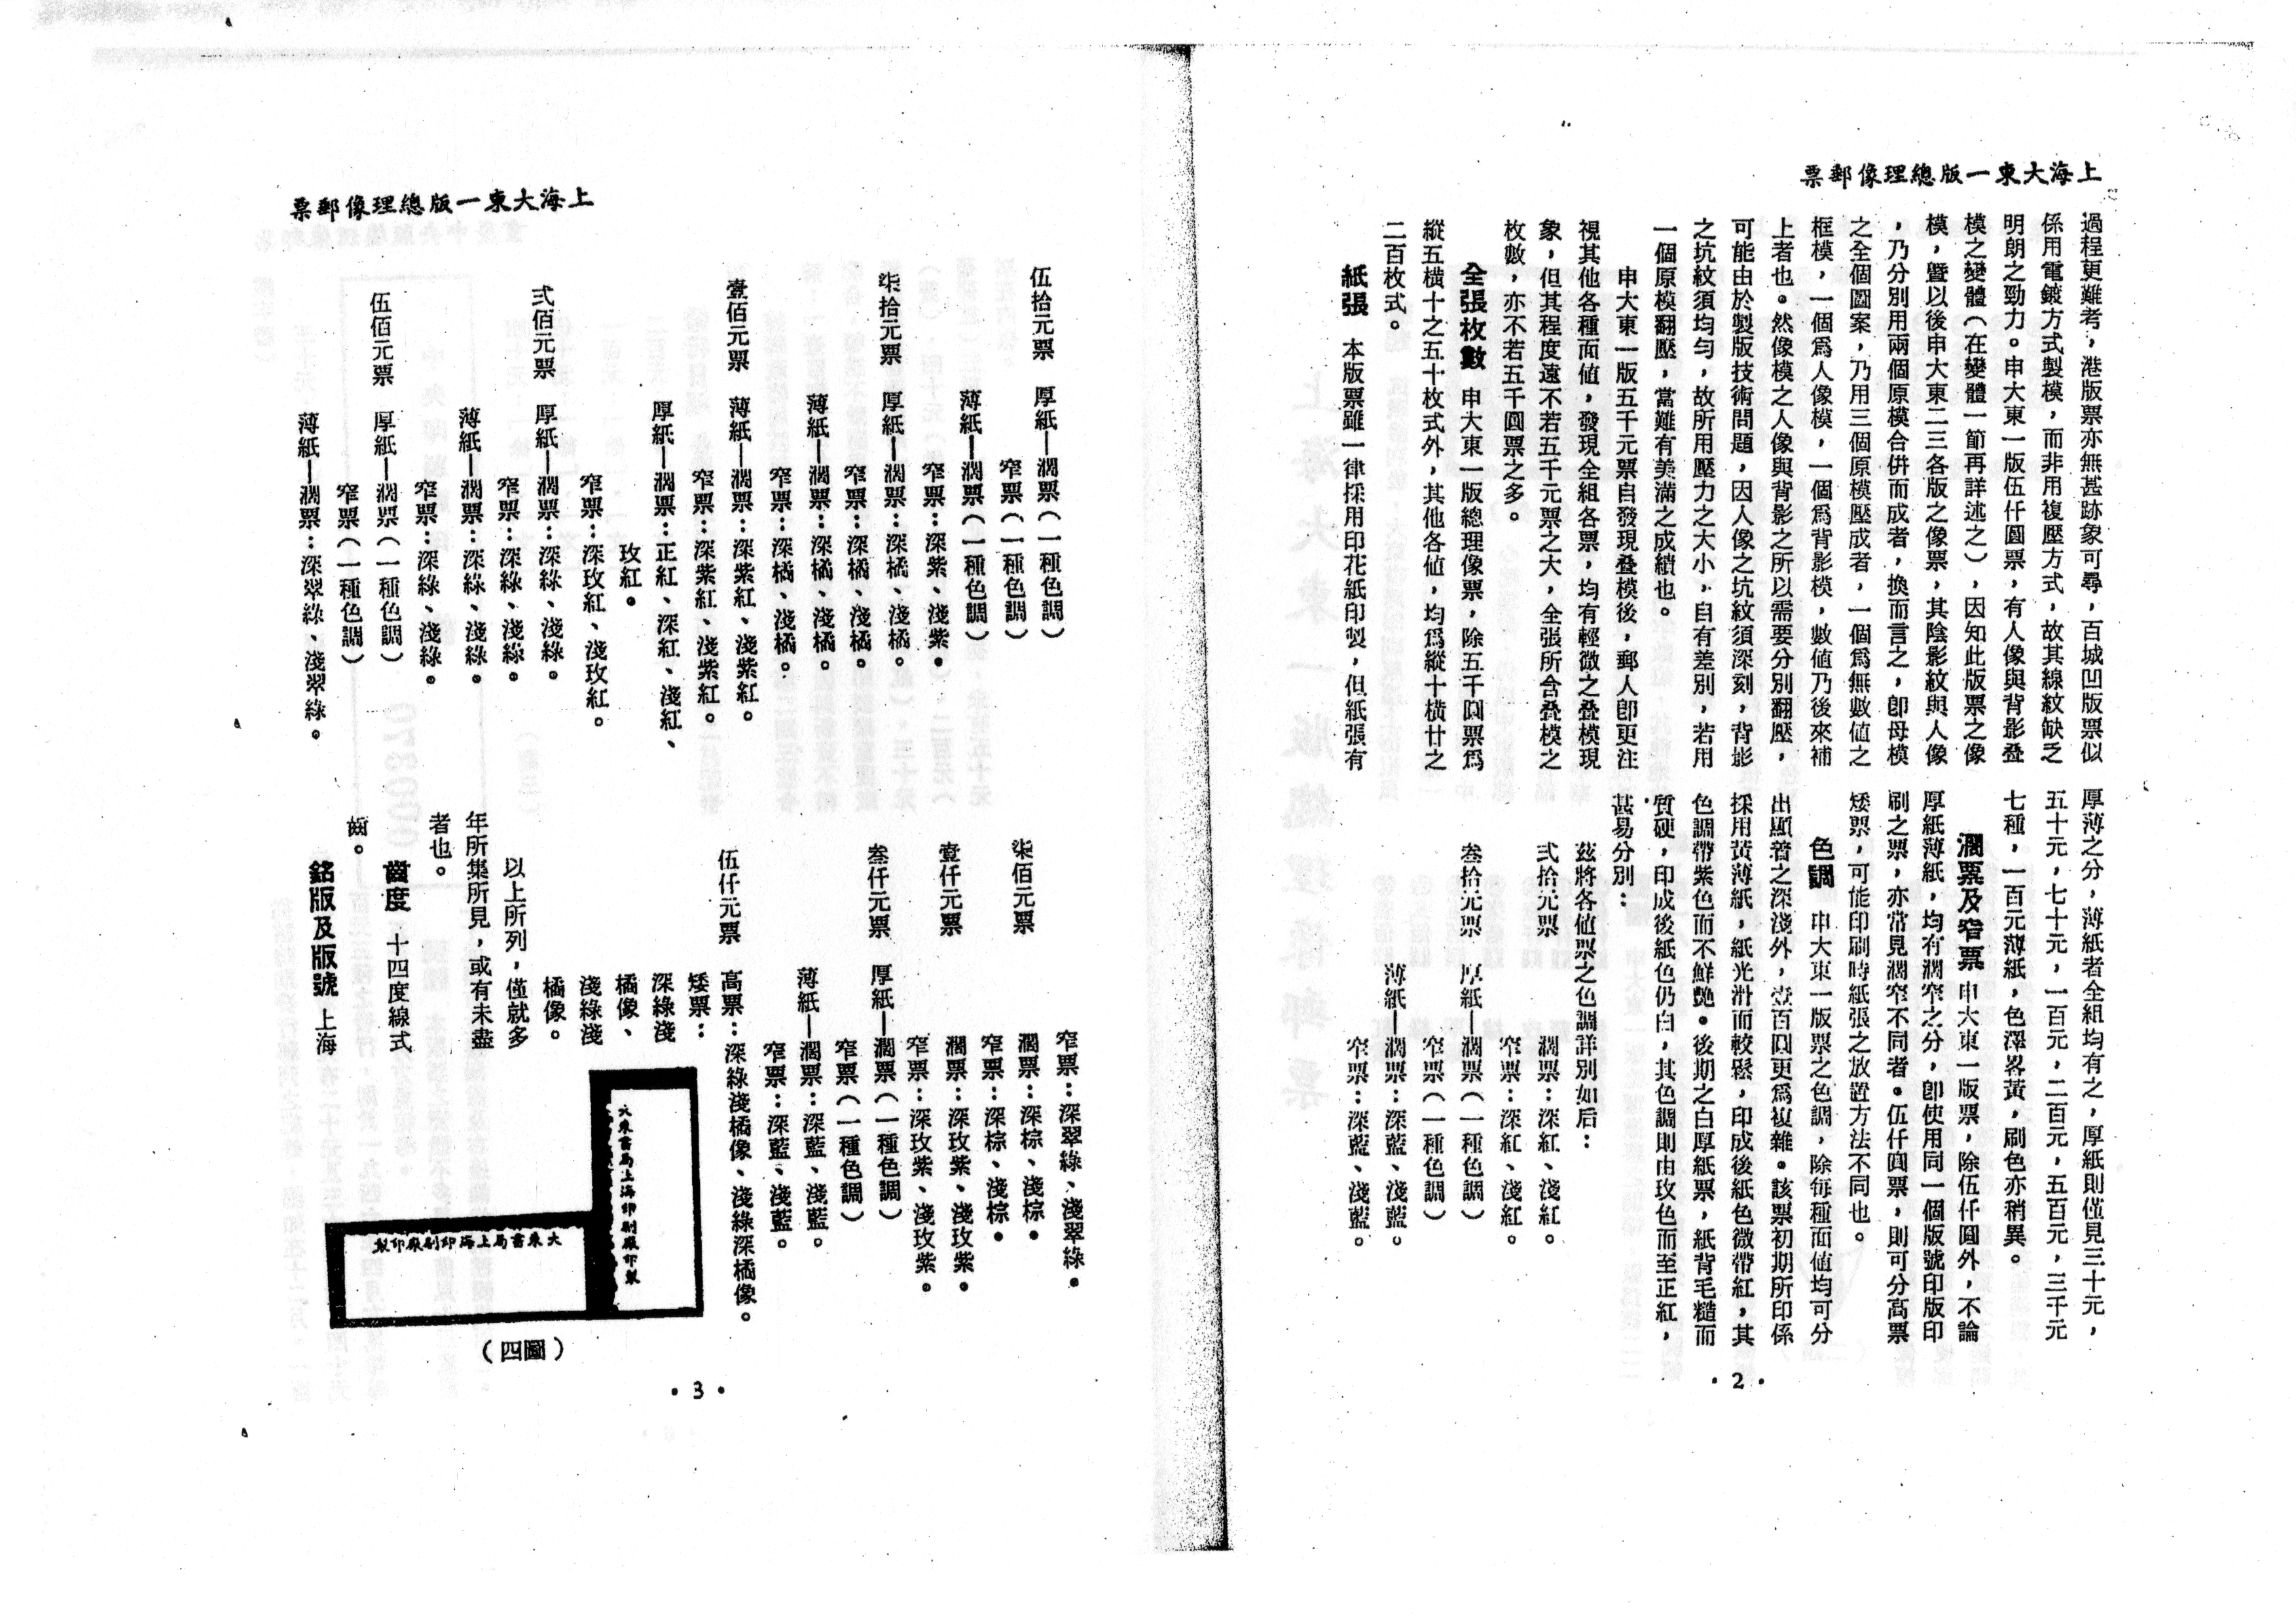 上海大東一版總理像郵票
過程更難考，港版票亦無甚跡象可尋，百城凹版票似
係用電鍍方式製模，而非用復壓方式，故其線紋缺乏
明朗之勁力。申大東一版伍仟圓票，有人像與背影叠
模之變體（在變體一節再詳述之），因知此版票之像
模，暨以後申大東二三各版之像票，其陰影紋與人像
，乃分別用兩個原模合倂而成者，換而言之，卽母模
之全個圖案，乃用三個原模壓成者，一個爲無數值之
框模，一個爲人像模，一個爲背影模，數值乃後來補
上者也。然像模之人像與背影之所以需要分別翻壓，
可能由於製版技術問題，因人像之坑紋須深刻，背影
之坑紋須均勻，故所用壓力之大小，自有差別，若用
一個原模翻壓，當難有美滿之成績也。
申大東一版五千元票自發現叠模後，郵人卽更注
視其他各種面值，發現全組各票，均有輕微之叠模現
象，但其程度遠不若五千元票之大，全張所含叠模之
枚數，亦不若五千圓票之多。
全張枚數 申大東一版總理像票，除五千圓票爲
縱五橫十之五十枚式外，其他各値，均爲縱十橫廿之
二百枚式。
紙張 本版票雖一律採用印花紙印製，但紙張有
厚薄之分，薄紙者全組均有之，厚紙則僅見三十元，
五十元，七十元，一百元，二百元，五百元，三千元
七種，一百元薄紙，色澤畧黃，刷色亦稍異。
濶票及窄票 申大東一版票，除伍仟圓外，不論
厚紙薄紙，均有濶窄之分，卽使用同一個版號印版印
刷之票，亦常見濶窄不同者。伍仟圓票，則可分高票
矮票，可能印刷時紙張之放置方法不同也。
色調 申大東一版票之色調，除每種面値均可分
出顯着之深淺外，壹百圓更爲複雜。該票初期所印係
採用黃薄紙，紙光滑而較鬆，印成後紙色微帶紅，其
色調帶紫色而不鮮艷。後期之白厚紙票，紙背毛糙而
質硬，印成後紙色仍白，其色調則由玫色而至正紅，
甚易分別：
茲將各値票之色調詳別如后：
弍拾元票 濶票：深紅、淺紅。
窄票：深紅、淺紅。
叁拾元票 厚紙—濶票（一種色調）
窄票（一種色調）
薄紙—濶票：深藍、淺藍。
窄票：深藍、淺藍。
·2·
上海大東一版總理像郵票
伍拾元票 厚紙—濶票（一種色調）
窄票（一種色調）
薄紙—濶票（一種色調）
窄票：深紫、淺紫。
柒拾元票 厚紙—濶票：深橘、淺橘。
窄票：深橘、淺橘。
薄紙—濶票：深橘、淺橘。
窄票：深橘、淺橘。
壹佰元票 薄紙—濶票：深紫紅、淺紫紅。
窄票：深紫紅、淺紫紅。
厚紙—濶票：正紅、深紅、淺紅、
玫紅。
窄票：深玫紅、淺玫紅。
弍佰元票 厚紙—濶票：深綠、淺綠。
窄票：深綠、淺綠。
薄紙—濶票：深綠、淺綠。
窄票：深綠、淺綠。
伍佰元票 厚紙—濶票（一種色調）
窄票（一種色調）
薄紙—濶票：深翠綠、淺翠綠。
窄票：深翠綠、淺翠綠。
柒佰元票 濶票：深棕、淺棕。
窄票：深棕、淺棕。
壹仟元票 濶票：深玫紫、淺玫紫。
窄票：深玫紫、淺玫紫。
叁仟元票 厚紙—濶票（一種色調）
窄票（一種色調）
薄紙—濶票：深藍、淺藍。
窄票：深藍、淺藍。
伍仟元票 高票：深綠淺橘像、淺綠深橘像。
矮票：
深綠淺
橘像、
淺綠淺
橘像。
以上所列，僅就多
年所集所見，或有未盡
者也。
齒度 十四度線式
齒。
銘版及版號 上海
大東書局上海印刷廠印製
大東書局上海印刷廠印製
（圖四）
·3·